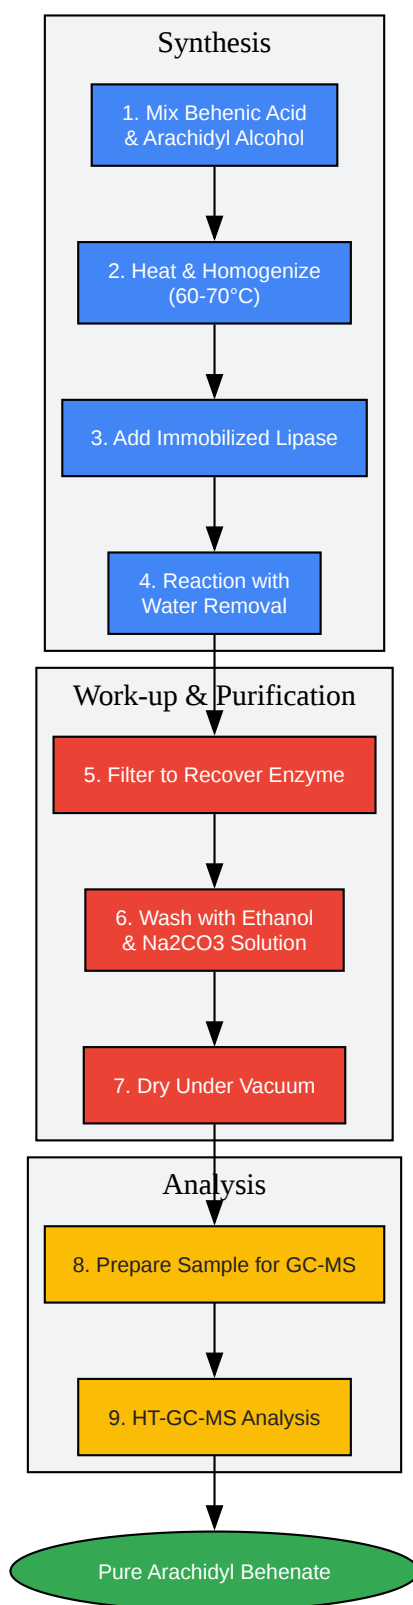 Synthesis
1. Mix Behenic Acid
& Arachidyl Alcohol
2. Heat & Homogenize
(60-70°C)
3. Add Immobilized Lipase
4. Reaction with
Water Removal
Work-up & Purification
5. Filter to Recover Enzyme
6. Wash with Ethanol
& Na2CO3 Solution
7. Dry Under Vacuum
Analysis
8. Prepare Sample for GC-MS
9. HT-GC-MS Analysis
Pure Arachidyl Behenate